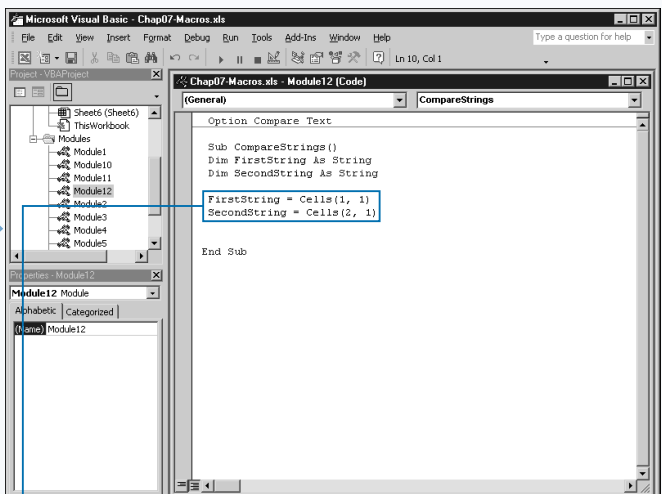 Microsoft Visual Basic - Chap07-Macros.xls
File Edit View Insert Format Debug Run Tools Add-Ins Window Help
Type a question for help
Ln 10, Col 1
Project - VBAProject
Sheet6 (Sheet6)
ThisWorkbook
Modules
Module1
Module10
Module11
Module12
Module2
Module3
Module4
Module5
Properties - Module12
Module12 Module
Alphabetic Categorized
(Name) Module12
Chap07-Macros.xls - Module12 (Code)
(General) CompareStrings
Option Compare Text
Sub CompareStrings()
Dim FirstString As String
Dim SecondString As String
FirstString = Cells(1, 1)
SecondString = Cells(2, 1)
End Sub